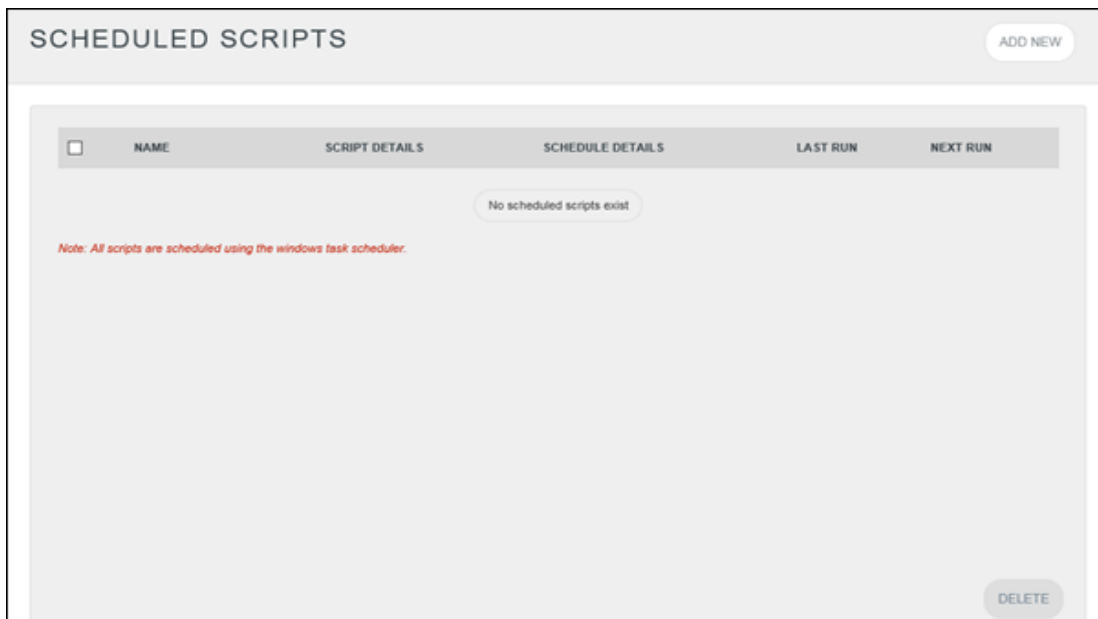 SCHEDULED SCRIPTS
ADD NEW
NAME SCRIPT DETAILS SCHEDULE DETAILS LAST RUN NEXT RUN
No scheduled scripts exist
Note: All scripts are scheduled using the windows task scheduler.
DELETE